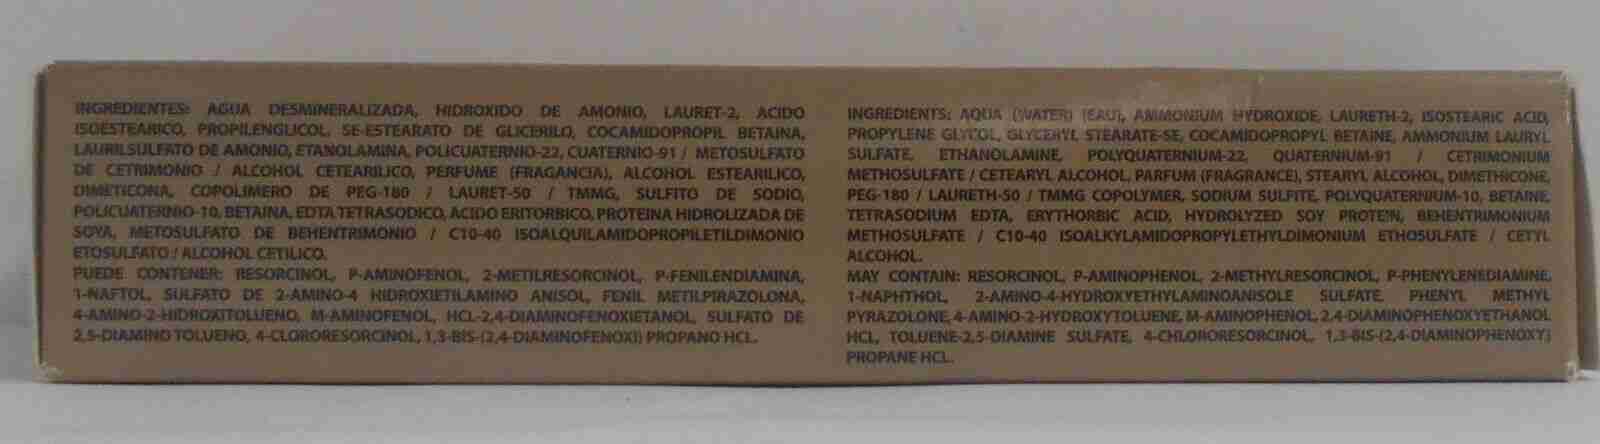 INGREDIENTES: AGUA DESMINERALIZADA, HIDROXIDO DE AMONIO, LAURET-2, ACIDO
ISOESTEARICO, PROPILENGLICOL, SE-ESTEARATO DE GLICERILO, COCAMIDOPROPIL BETAINA,
LAURILSULFATO DE AMONIO, ETANOLAMINA, POLICUATERNIO-22, CUATERNIO-91 / METOSULFATO
DE CETRIMONIO / ALCOHOL CETEARILICO, PERFUME (FRAGANCIA), ALCOHOL ESTEARILICO,
DIMETICONA, COPOLIMERO DE PEG-180 / LAURET-50 / TMMG, SULFITO DE SODIO,
POLICUATERNIO-10, BETAINA, EDTA TETRASODICO, ACIDO ERITORBICO, PROTEINA HIDROLIZADA DE
SOYA, METOSULFATO DE BEHENTRIMONIO / C10-40 ISOALQUILAMIDOPROPILETILDIMONIO
ETOSULFATO / ALCOHOL CETILICO.
PUEDE CONTENER: RESORCINOL, P-AMINOFENOL, 2-METILRESORCINOL, P-FENILENDIAMINA,
1-NAFTOL, SULFATO DE 2-AMINO-4 HIDROXIETILAMINO ANISOL, FENIL METILPIRAZOLONA,
4-AMINO-2-HIDROXITOLUENO, M-AMINOFENOL, HCL-2,4-DIAMINOFENOXIETANOL, SULFATO DE
2,5-DIAMINO TOLUENO, 4-CLORORESORCINOL, 1,3-BIS-(2,4-DIAMINOFENOXI) PROPANO HCL.
INGREDIENTS: AQUA (WATER) (EAU), AMMONIUM HYDROXIDE, LAURETH-2, ISOSTEARIC ACID,
PROPYLENE GLYCOL, GLYCERYL STEARATE-SE, COCAMIDOPROPYL BETAINE, AMMONIUM LAURYL
SULFATE, ETHANOLAMINE, POLYQUATERNIUM-22, QUATERNIUM-91 / CETRIMONIUM
METHOSULFATE / CETEARYL ALCOHOL, PARFUM (FRAGRANCE), STEARYL ALCOHOL, DIMETHICONE,
PEG-180 / LAURETH-50 / TMMG COPOLYMER, SODIUM SULFITE, POLYQUATERNIUM-10, BETAINE,
TETRASODIUM EDTA, ERYTHORBIC ACID, HYDROLYZED SOY PROTEIN, BEHENTRIMONIUM
METHOSULFATE / C10-40 ISOALKYLAMIDOPROPYLETHYLDIMONIUM ETHOSULFATE / CETYL
ALCOHOL.
MAY CONTAIN: RESORCINOL, P-AMINOPHENOL, 2-METHYLRESORCINOL, P-PHENYLENEDIAMINE,
1-NAPHTHOL, 2-AMINO-4-HYDROXYETHYLAMINOANISOLE SULFATE, PHENYL METHYL
PYRAZOLONE, 4-AMINO-2-HYDROXYTOLUENE, M-AMINOPHENOL, 2,4-DIAMINOPHENOXYETHANOL
HCL, TOLUENE-2,5-DIAMINE SULFATE, 4-CHLORORESORCINOL, 1,3-BIS-(2,4-DIAMINOPHENOXY)
PROPANE HCL.